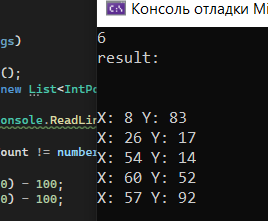 Консоль отладки Mi
gs)
6
result:
();
new List<IntPo
onsole.ReadLin
ount != number
0) - 100;
0) - 100;
X: 8 Y: 83
X: 26 Y: 17
X: 54 Y: 14
X: 60 Y: 52
X: 57 Y: 92